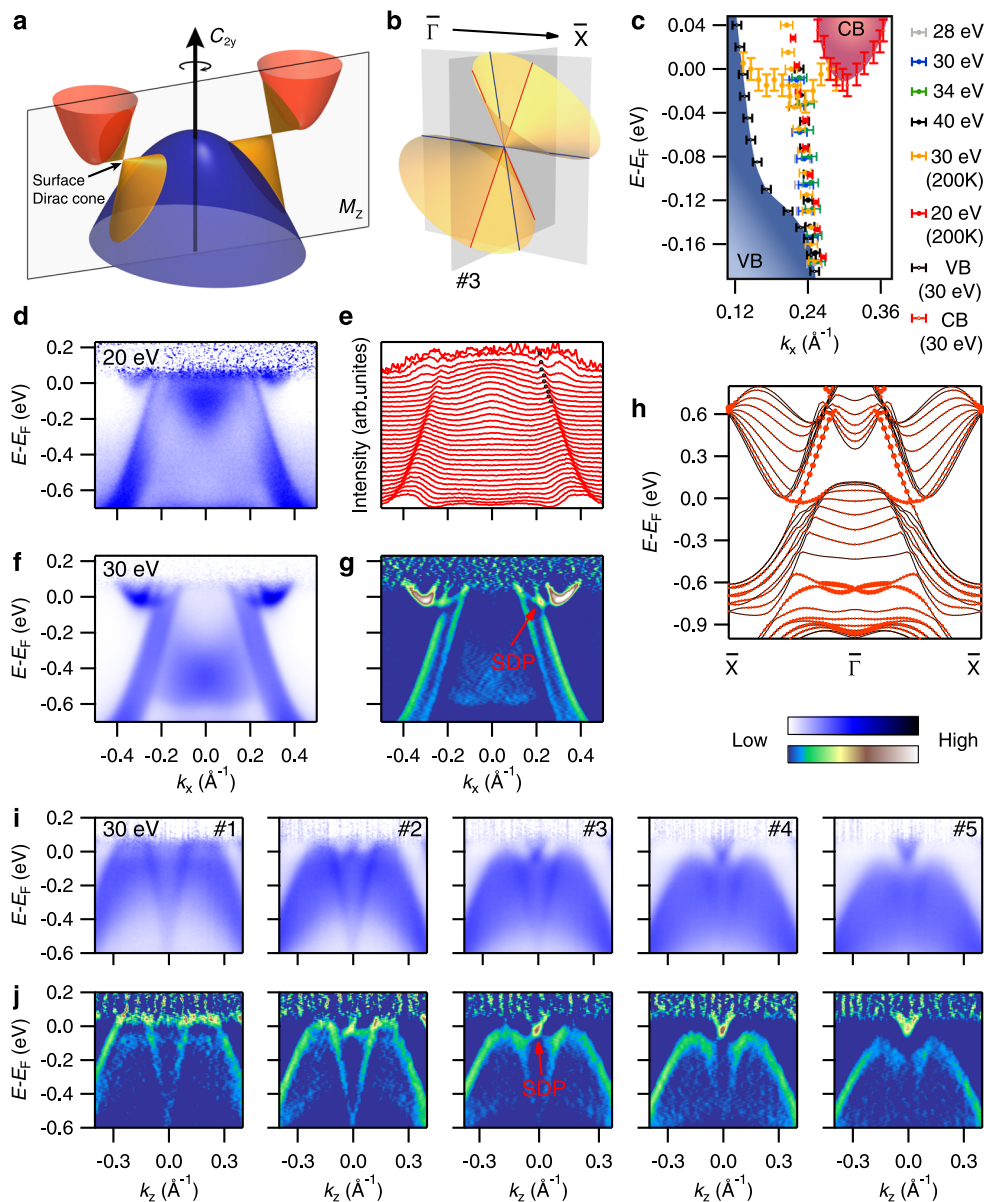 a
C2y
Surface
Dirac cone
MZ
b
Γ̅ X̅
#3
c
E-EF (eV)
0.04
0.00
-0.04
-0.08
-0.12
-0.16
CB
VB
0.12 0.24 0.36
kx (Å-1)
28 eV
30 eV
34 eV
40 eV
30 eV
(200K)
20 eV
(200K)
VB
(30 eV)
CB
(30 eV)
d
20 eV
E-EF (eV)
0.2
0.0
-0.2
-0.4
-0.6
e
Intensity (arb.unites)
f
30 eV
E-EF (eV)
0.0
-0.2
-0.4
-0.6
-0.4 -0.2 0.0 0.2 0.4
kx (Å-1)
g
SDP
-0.4 -0.2 0.0 0.2 0.4
kx (Å-1)
h
E-EF (eV)
0.6
0.3
0.0
-0.3
-0.6
-0.9
X̅ Γ̅ X̅
Low High
i
30 eV #1 #2 #3 #4 #5
E-EF (eV)
0.2
0.0
-0.2
-0.4
-0.6
j
E-EF (eV)
0.2
0.0
-0.2
-0.4
-0.6
SDP
-0.3 0.0 0.3 -0.3 0.0 0.3 -0.3 0.0 0.3 -0.3 0.0 0.3 -0.3 0.0 0.3
kz (Å-1) kz (Å-1) kz (Å-1) kz (Å-1) kz (Å-1)